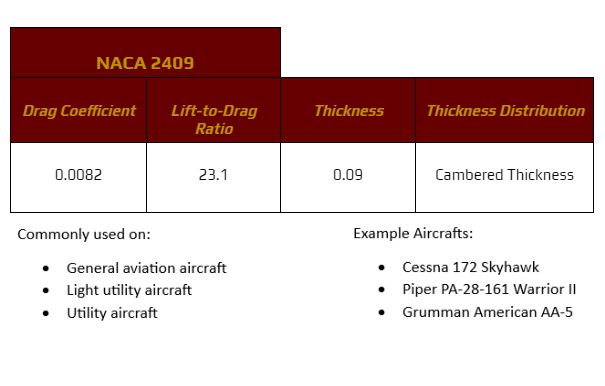 NACA 2409
Drag Coefficient
Lift-to-Drag
Ratio
Thickness
Thickness Distribution
0.0082
23.1
0.09
Cambered Thickness
Commonly used on:
• General aviation aircraft
• Light utility aircraft
• Utility aircraft
Example Aircrafts:
• Cessna 172 Skyhawk
• Piper PA-28-161 Warrior II
• Grumman American AA-5